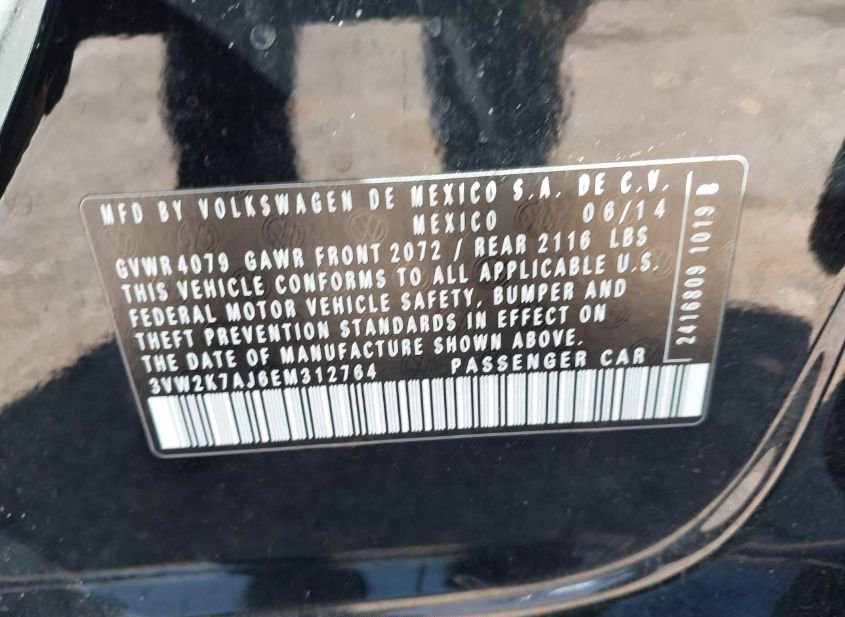 MFD BY VOLKSWAGEN DE MEXICO S.A. DE C.V.
MEXICO 06/14
GVWR 4079 GAWR FRONT 2072 / REAR 2116 LBS
THIS VEHICLE CONFORMS TO ALL APPLICABLE U.S.
FEDERAL MOTOR VEHICLE SAFETY, BUMPER AND
THEFT PREVENTION STANDARDS IN EFFECT ON
THE DATE OF MANUFACTURE SHOWN ABOVE.
3VW2K7AJ6EM312764 PASSENGER CAR
2416809 1019